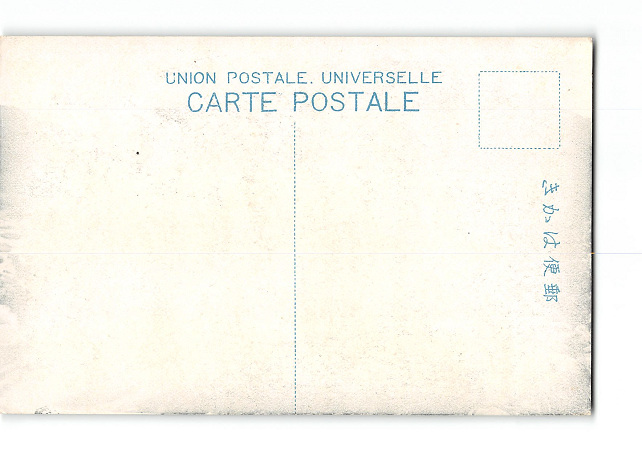 UNION POSTALE. UNIVERSELLE
CARTE POSTALE
きかは便郵